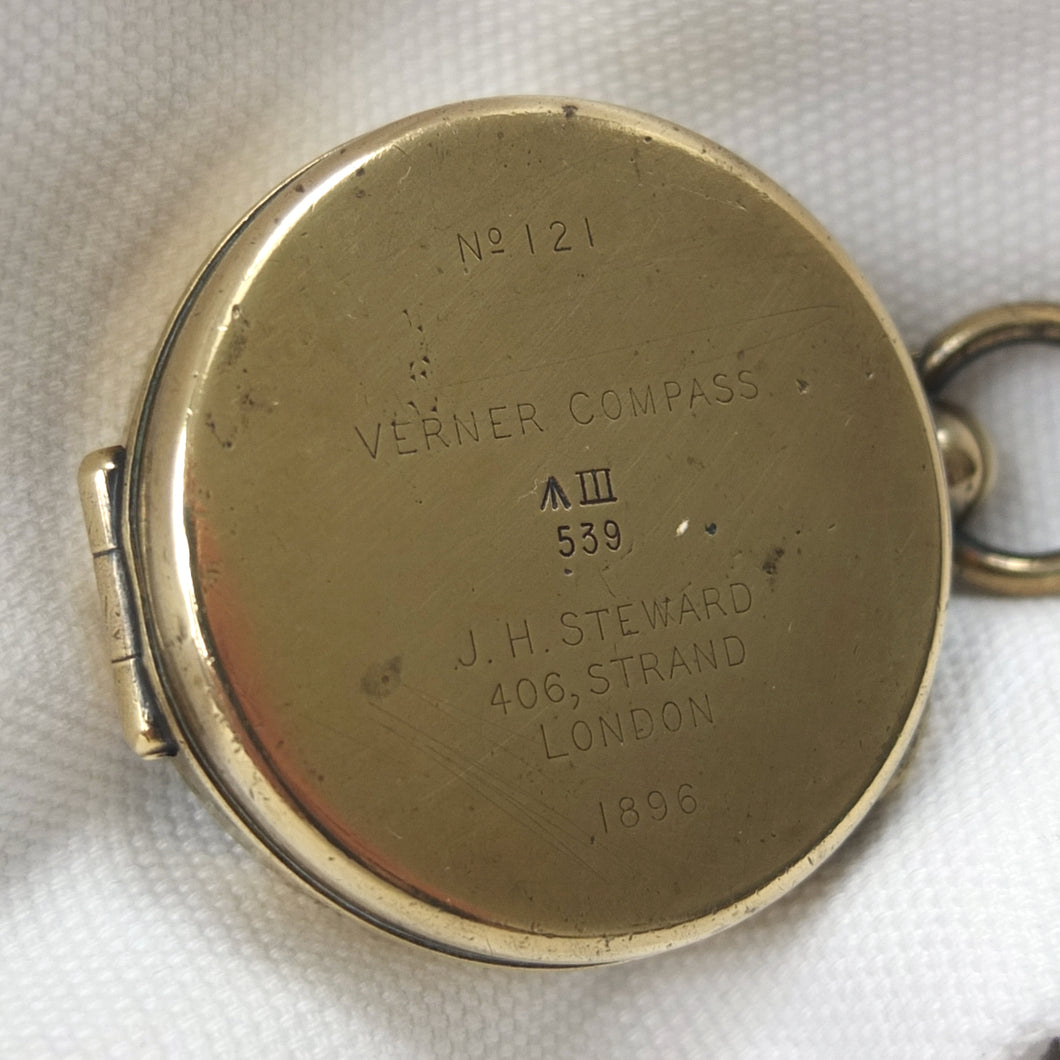 Nº 121
VERNER COMPASS
↑ III
539
J. H. STEWARD
406, STRAND
LONDON
1896